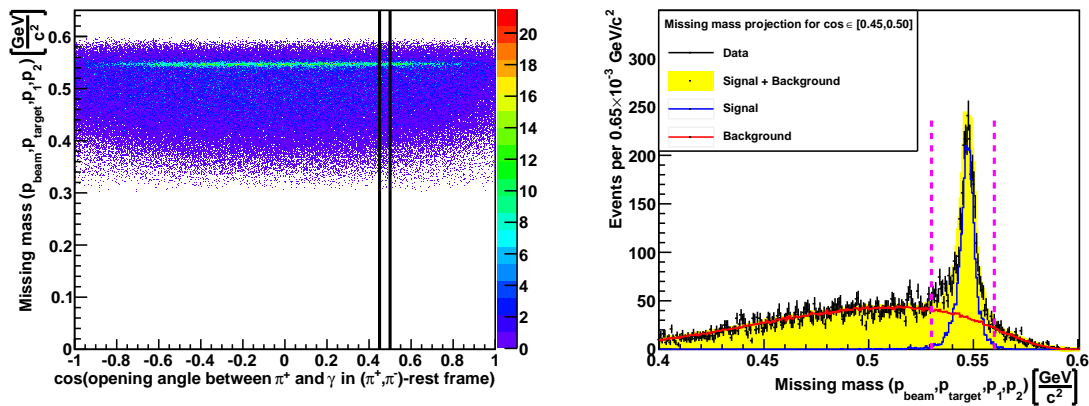 Missing mass (p_beam,p_target,p_1,p_2) [GeV/c²]
0.6
0.5
0.4
0.3
0.2
0.1
0
-1 -0.8 -0.6 -0.4 -0.2 0 0.2 0.4 0.6 0.8 1
cos(opening angle between π⁺ and γ in (π⁺,π⁻)-rest frame)
20
18
16
14
12
10
8
6
4
2
0
Events per 0.65×10⁻³ GeV/c²
300
250
200
150
100
50
0
Missing mass projection for cos∈ [0.45,0.50]
Data
Signal + Background
Signal
Background
0.4 0.45 0.5 0.55 0.6
Missing mass (p_beam,p_target,p_1,p_2) [GeV/c²]